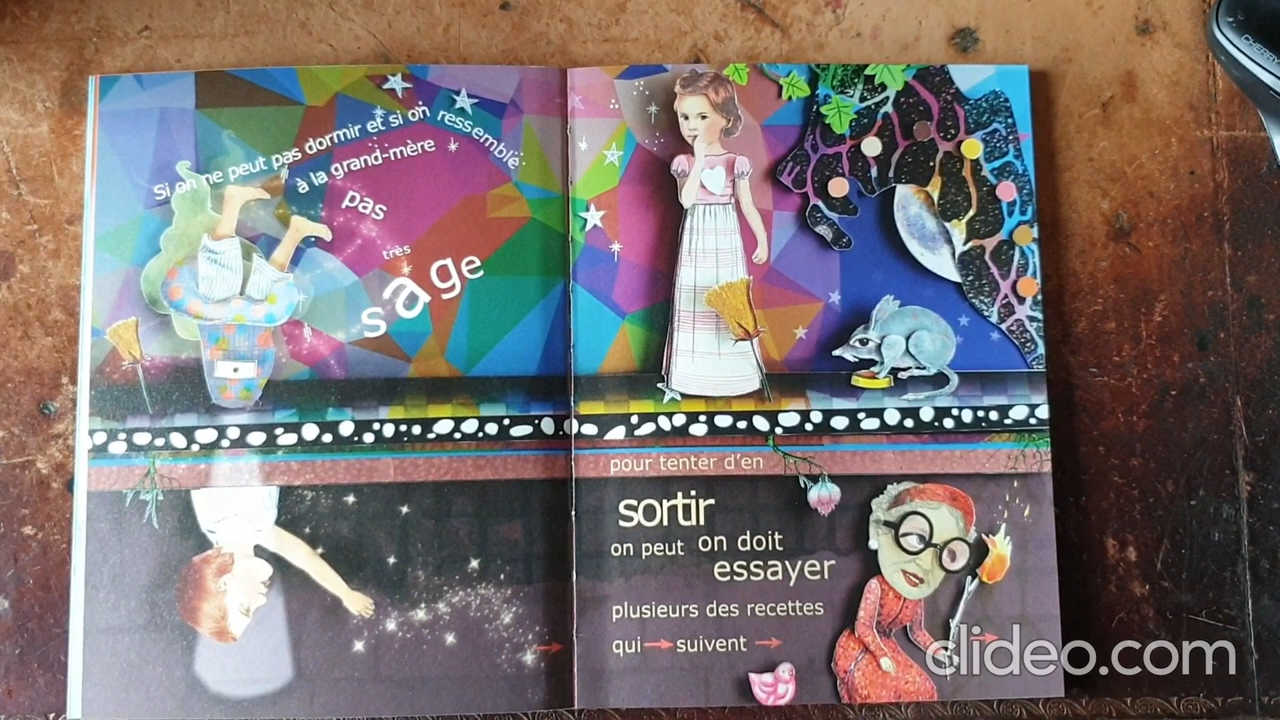 Si on ne peut pas dormir et si on ressemble
à la grand-mère
pas
très
sage
pour tenter d'en
sortir
on peut on doit
essayer
plusieurs des recettes
qui → suivent →
clideo.com
CHERRY